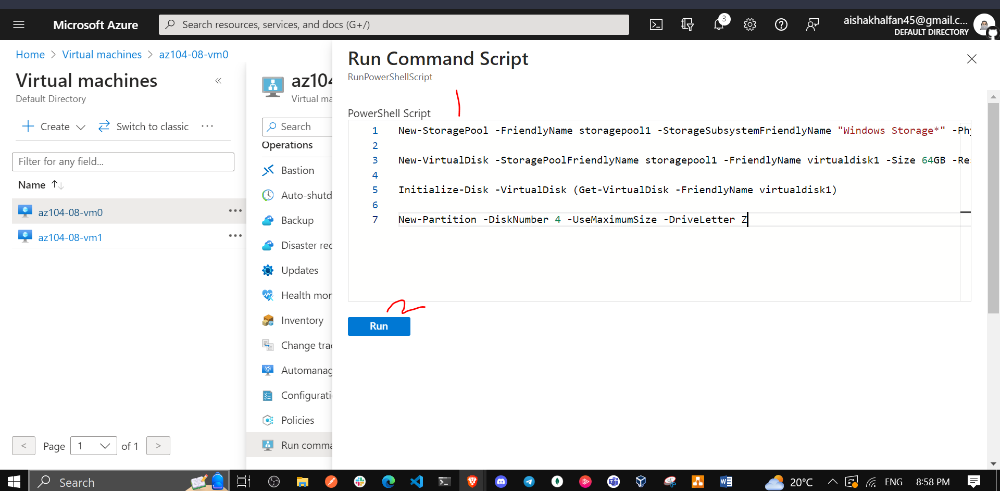 Microsoft Azure
Search resources, services, and docs (G+/)
3
aishakhalfan45@gmail.c...
DEFAULT DIRECTORY
Home > Virtual machines > az104-08-vm0
Virtual machines
«
Default Directory
Create
Switch to classic
...
Filter for any field...
Name ↑↓
az104-08-vm0 ...
az104-08-vm1 ...
< Page 1 of 1 >
az104
Virtual ma
Search
Operations
Bastion
Auto-shutd
Backup
Disaster rec
Updates
Health mor
Inventory
Change trac
Automanag
Configurati
Policies
Run comma
Run Command Script
RunPowerShellScript
1
PowerShell Script
1 New-StoragePool -FriendlyName storagepool1 -StorageSubsystemFriendlyName "Windows Storage*" -Phy
2
3 New-VirtualDisk -StoragePoolFriendlyName storagepool1 -FriendlyName virtualdisk1 -Size 64GB -Res
4
5 Initialize-Disk -VirtualDisk (Get-VirtualDisk -FriendlyName virtualdisk1)
6
7 New-Partition -DiskNumber 4 -UseMaximumSize -DriveLetter Z
2
Run
Search
20°C
ENG
8:58 PM